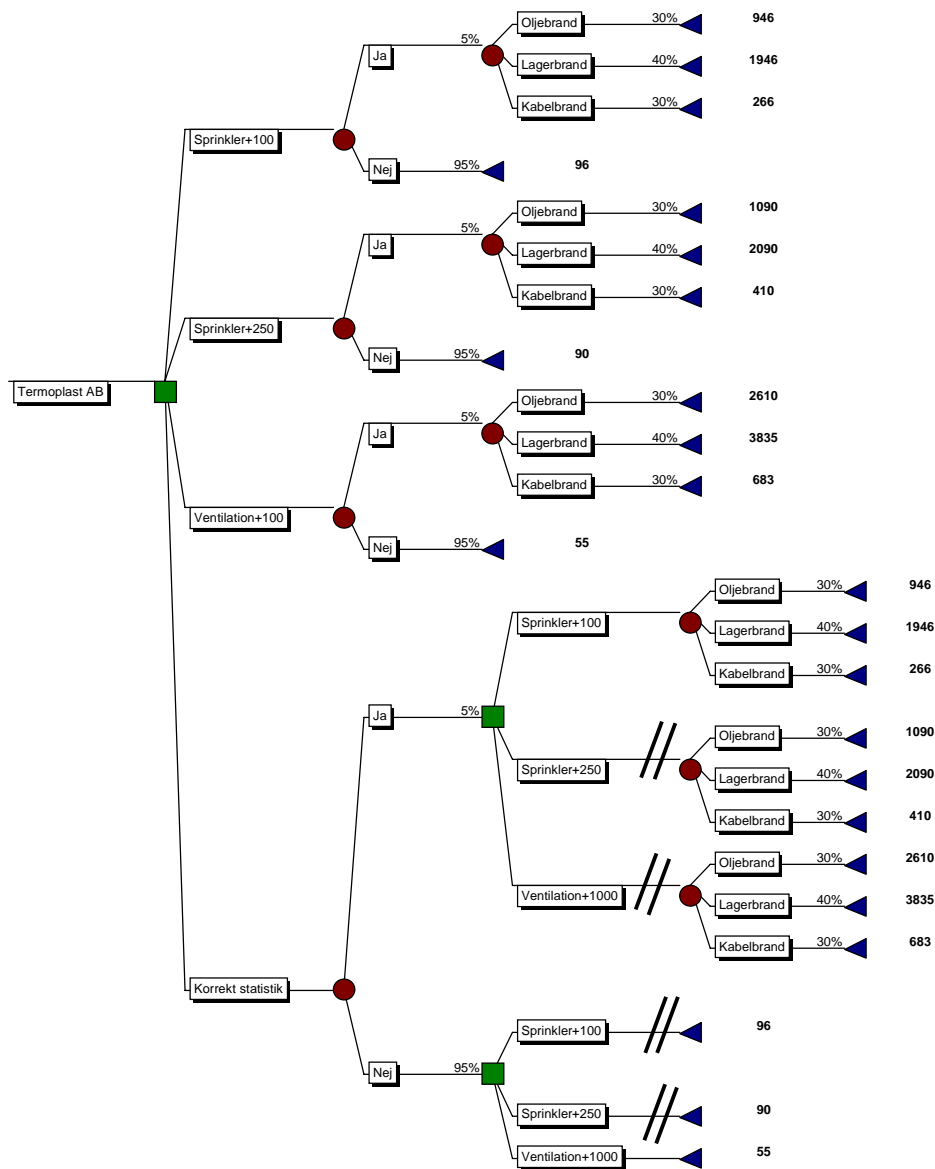 Oljebrand 30% 946
Ja 5% Lagerbrand 40% 1946
Kabelbrand 30% 266
Sprinkler+100
Nej 95% 96
Oljebrand 30% 1090
Ja 5% Lagerbrand 40% 2090
Kabelbrand 30% 410
Sprinkler+250
Nej 95% 90
Termoplast AB
Oljebrand 30% 2610
Ja 5% Lagerbrand 40% 3835
Kabelbrand 30% 683
Ventilation+100
Nej 95% 55
Oljebrand 30% 946
Sprinkler+100 Lagerbrand 40% 1946
Kabelbrand 30% 266
Ja 5%
Oljebrand 30% 1090
Sprinkler+250 Lagerbrand 40% 2090
Kabelbrand 30% 410
Oljebrand 30% 2610
Ventilation+1000 Lagerbrand 40% 3835
Kabelbrand 30% 683
Korrekt statistik
Sprinkler+100 96
Nej 95%
Sprinkler+250 90
Ventilation+1000 55